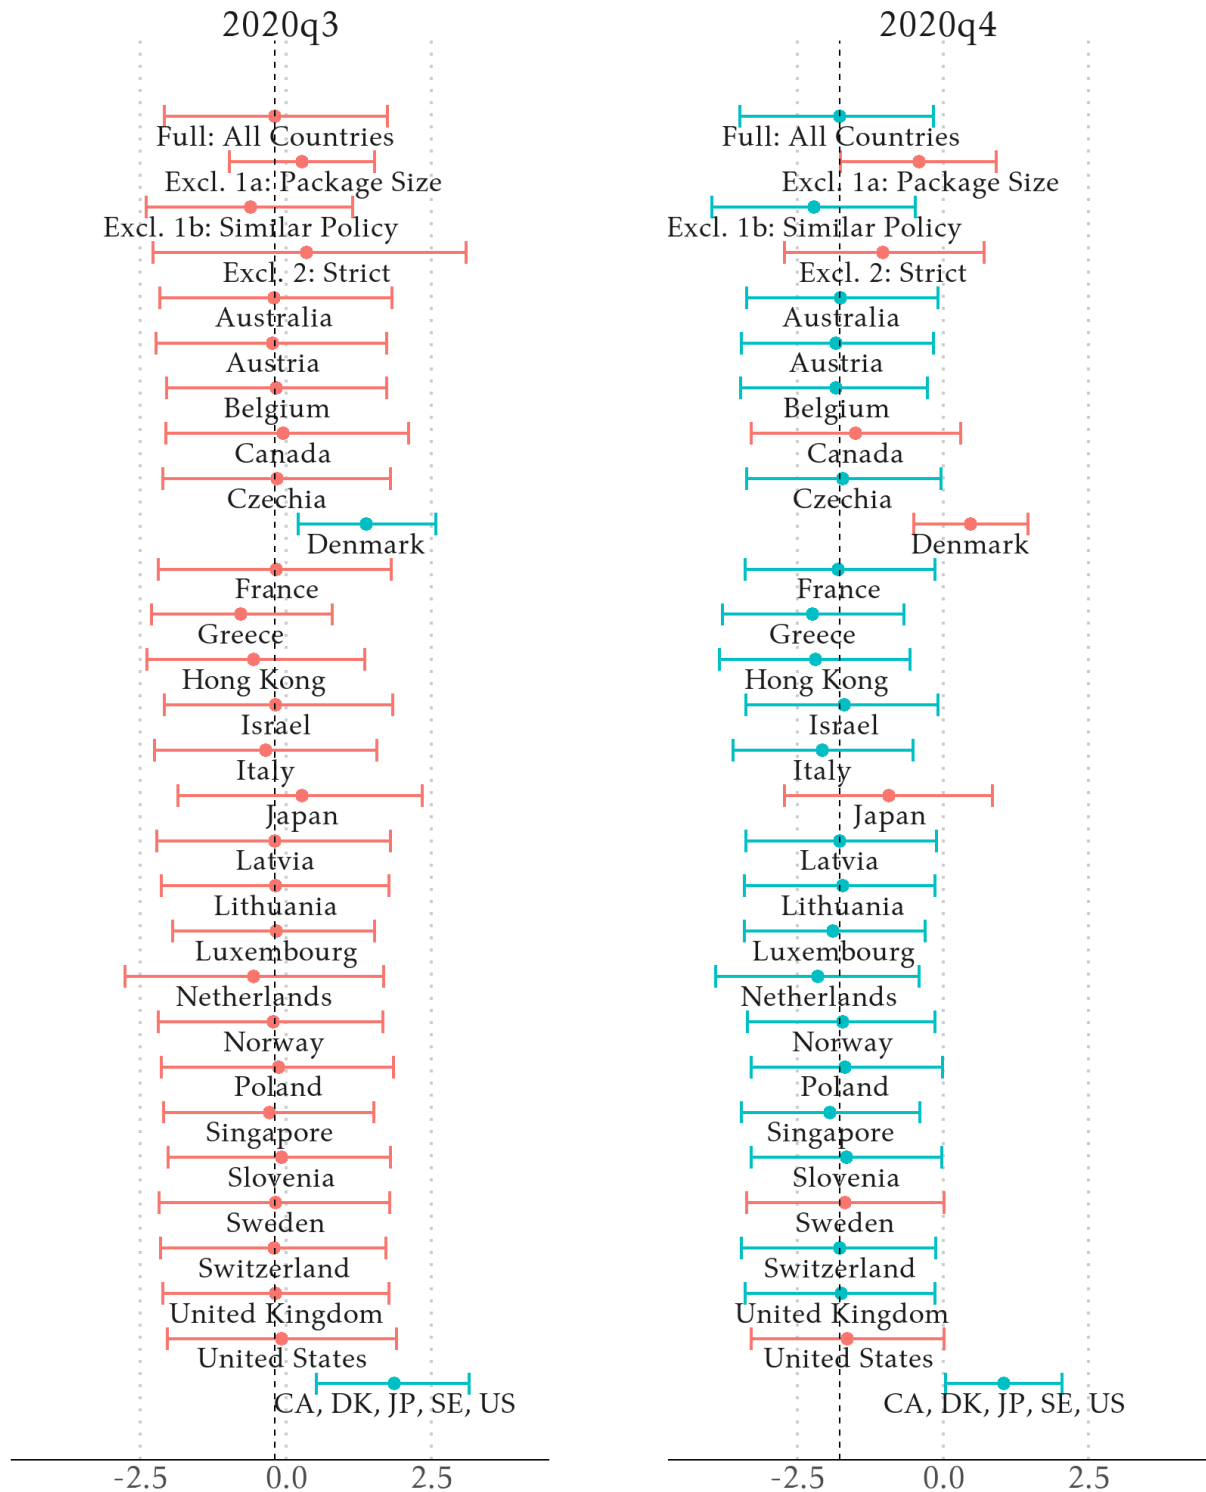 2020q3
Full: All Countries
Excl. 1a: Package Size
Excl. 1b: Similar Policy
Excl. 2: Strict
Australia
Austria
Belgium
Canada
Czechia
Denmark
France
Greece
Hong Kong
Israel
Italy
Japan
Latvia
Lithuania
Luxembourg
Netherlands
Norway
Poland
Singapore
Slovenia
Sweden
Switzerland
United Kingdom
United States
CA, DK, JP, SE, US
-2.5 0.0 2.5
2020q4
Full: All Countries
Excl. 1a: Package Size
Excl. 1b: Similar Policy
Excl. 2: Strict
Australia
Austria
Belgium
Canada
Czechia
Denmark
France
Greece
Hong Kong
Israel
Italy
Japan
Latvia
Lithuania
Luxembourg
Netherlands
Norway
Poland
Singapore
Slovenia
Sweden
Switzerland
United Kingdom
United States
CA, DK, JP, SE, US
-2.5 0.0 2.5